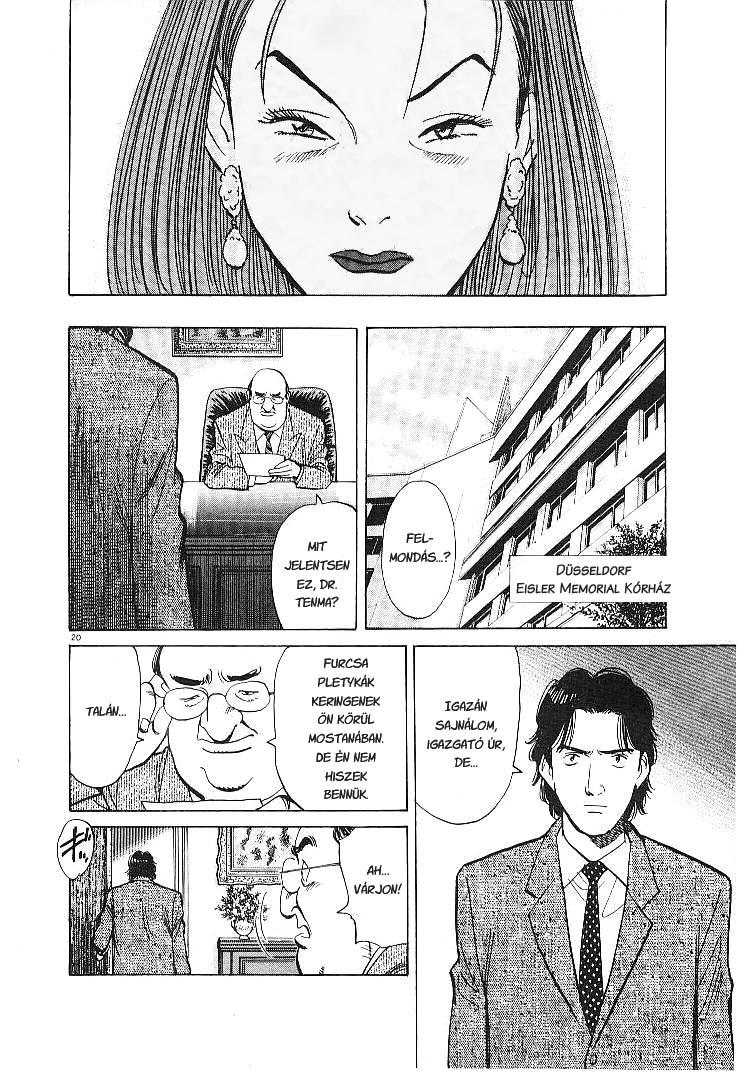 FEL-
MONDÁS...?
DÜSSELDORF
EISLER MEMORIAL KÓRHÁZ
MIT
JELENTSEN
EZ, DR.
TENMA?
20
IGAZÁN
SAJNÁLOM,
IGAZGATÓ ÚR,
DE...
FURCSA
PLETYKÁK
KERINGENEK
ÖN KÖRÜL
MOSTANÁBAN.
DE ÉN NEM
HISZEK
BENNÜK.
TALÁN...
AH...
VÁRJON!